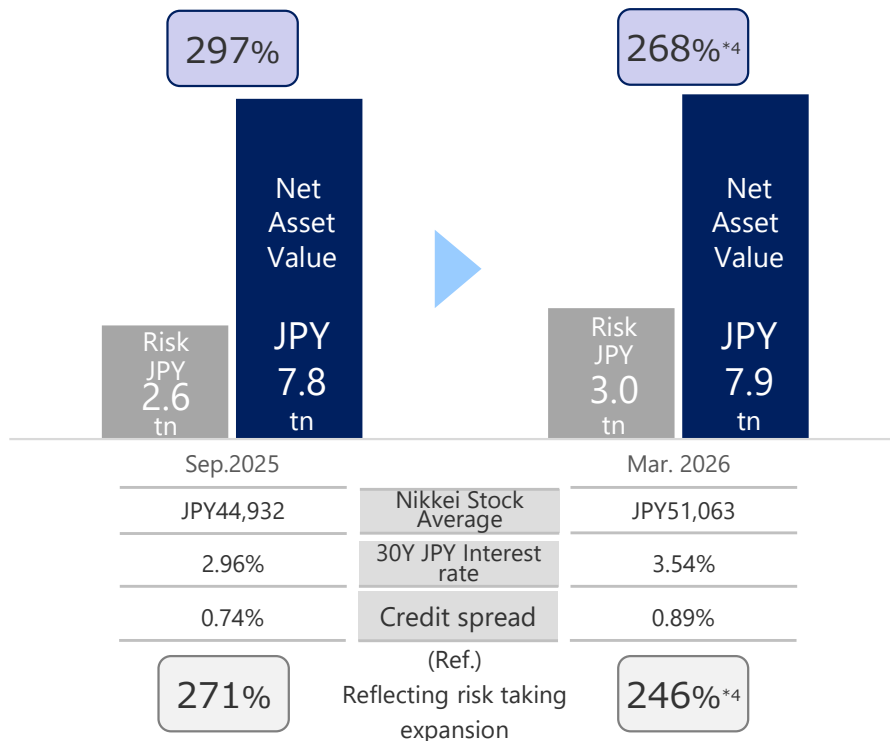 297%
268%*4
Net
Asset
Value
JPY
7.8
tn
Risk
JPY
2.6
tn
Net
Asset
Value
JPY
7.9
tn
Risk
JPY
3.0
tn
Sep.2025
Mar. 2026
JPY44,932
Nikkei Stock
Average
JPY51,063
2.96%
30Y JPY Interest
rate
3.54%
0.74%
Credit spread
0.89%
271%
(Ref.)
Reflecting risk taking
expansion
246%*4